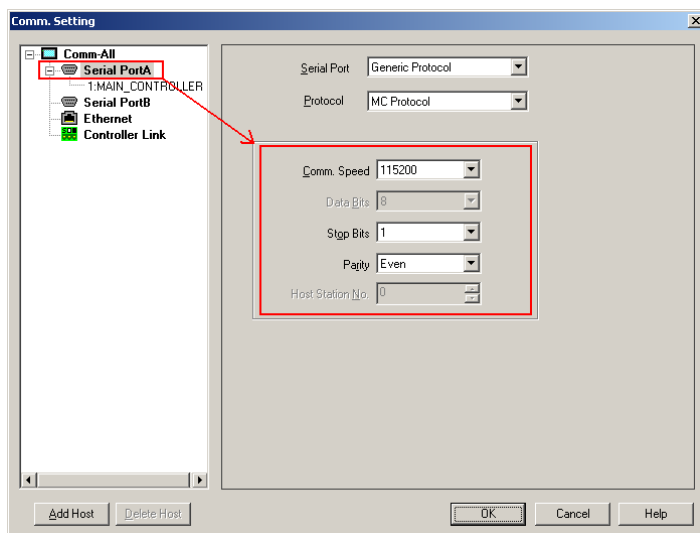 Comm. Setting
Comm-All
Serial PortA
1:MAIN_CONTROLLER
Serial PortB
Ethernet
Controller Link
Serial Port Generic Protocol
Protocol MC Protocol
Comm. Speed 115200
Data Bits 8
Stop Bits 1
Parity Even
Host Station No. 0
Add Host Delete Host OK Cancel Help